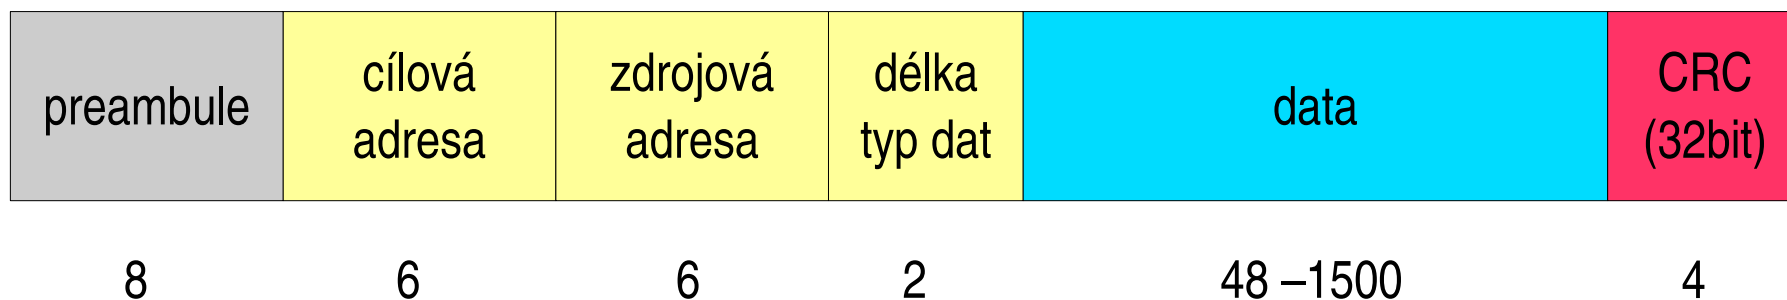 preambule
cílová
adresa
zdrojová
adresa
délka
typ dat
data
CRC
(32bit)
8 6 6 2 48 –1500 4